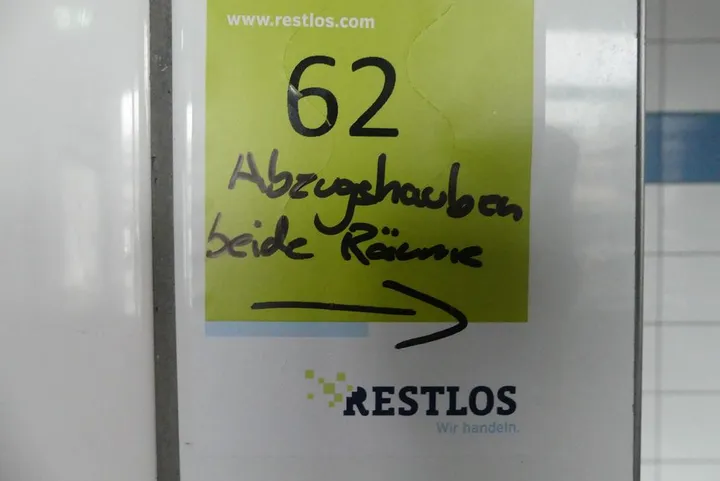 www.restlos.com
62
Abzugshauben
beide Räume
RESTLOS
Wir handeln.